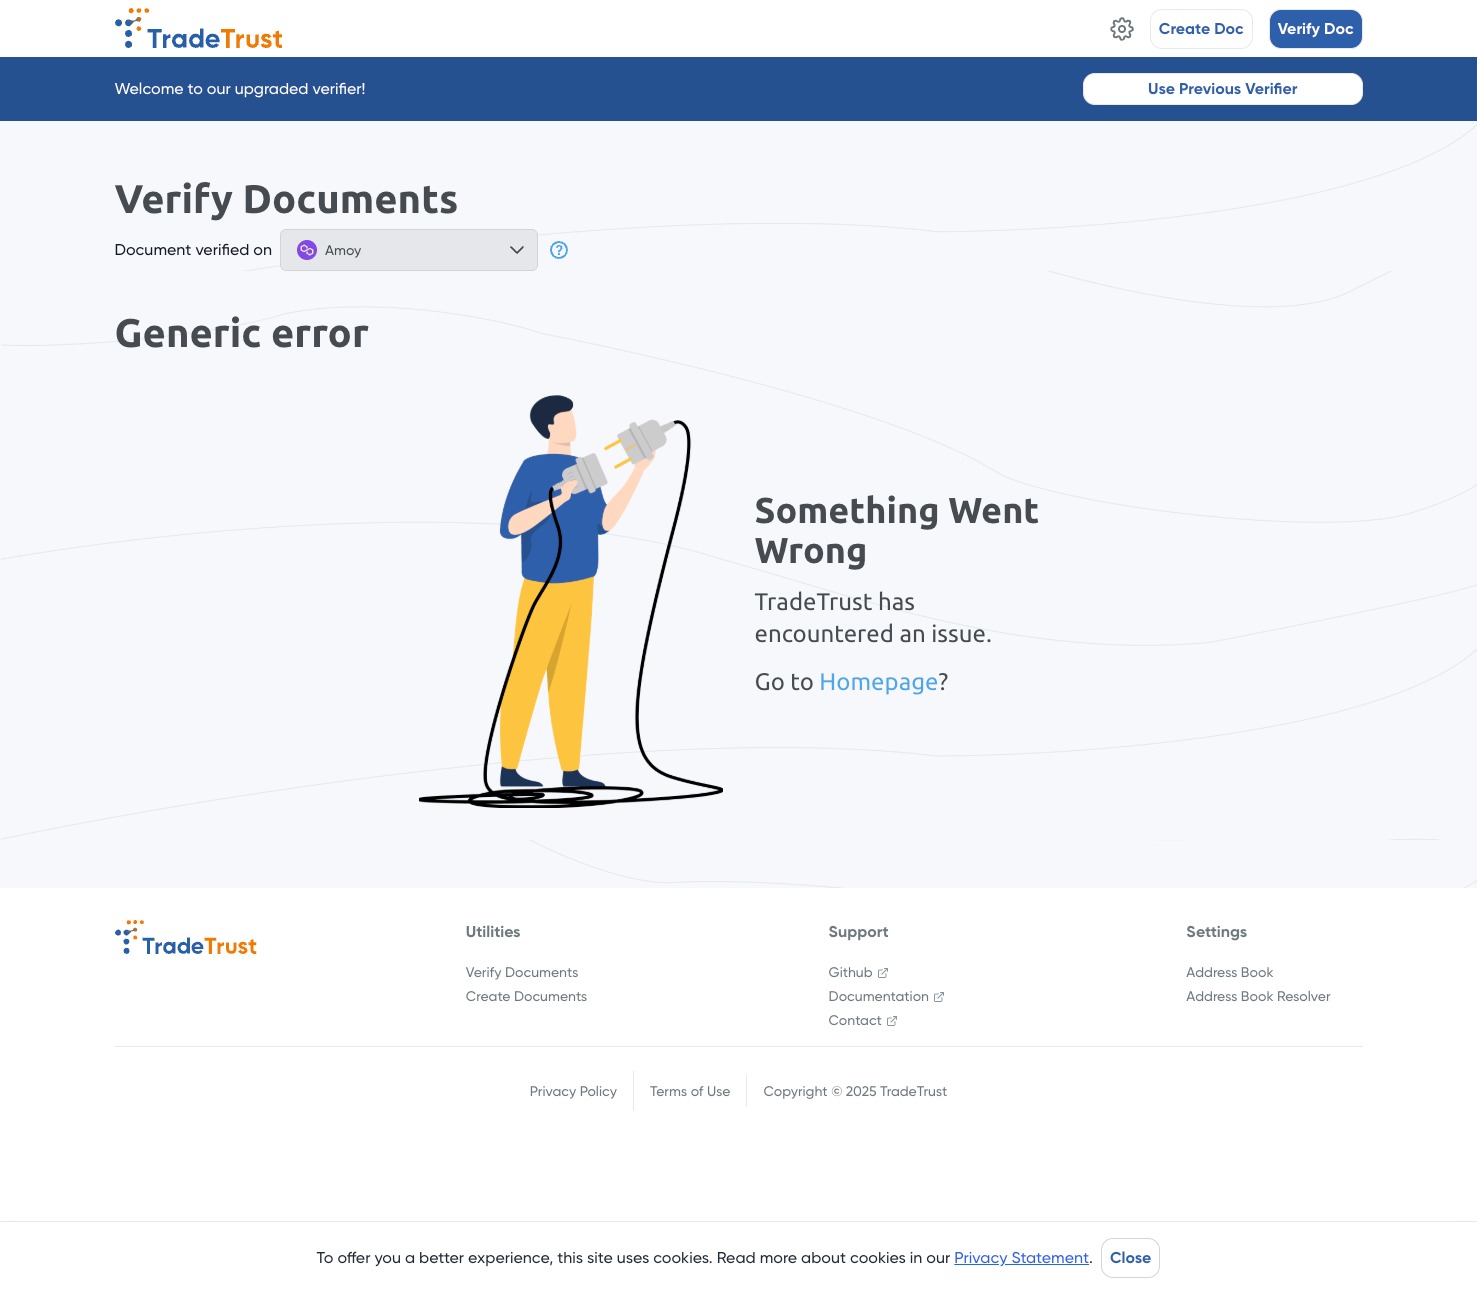 TradeTrust
Create Doc
Verify Doc
Welcome to our upgraded verifier!
Use Previous Verifier
Verify Documents
Document verified on
Amoy
Generic error
Something Went
Wrong
TradeTrust has
encountered an issue.
Go to Homepage?
TradeTrust
Utilities
Verify Documents
Create Documents
Support
Github
Documentation
Contact
Settings
Address Book
Address Book Resolver
Privacy Policy
Terms of Use
Copyright © 2025 TradeTrust
To offer you a better experience, this site uses cookies. Read more about cookies in our Privacy Statement.
Close